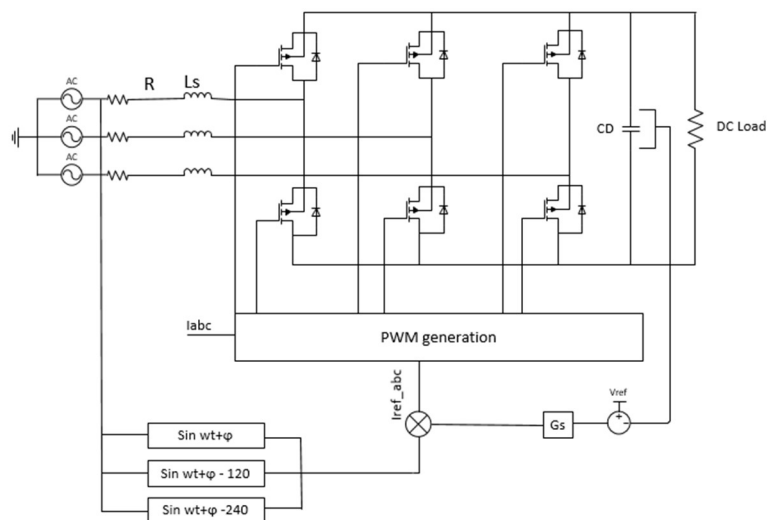 AC
R
Ls
AC
AC
CD
DC Load
Iabc
PWM generation
Iref_abc
Vref
+
-
Gs
Sin wt+φ
Sin wt+φ - 120
Sin wt+φ -240